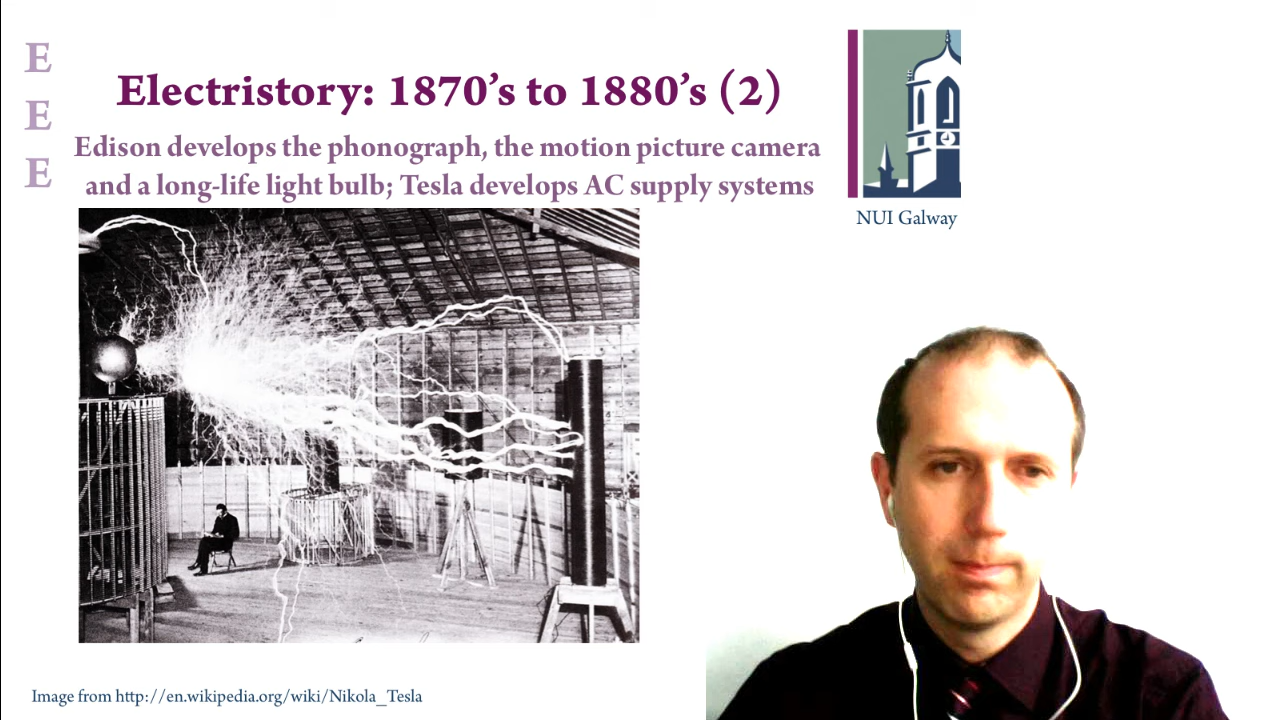 E
E
E
Electristory: 1870’s to 1880’s (2)
Edison develops the phonograph, the motion picture camera
and a long-life light bulb; Tesla develops AC supply systems
NUI Galway
Image from http://en.wikipedia.org/wiki/Nikola_Tesla